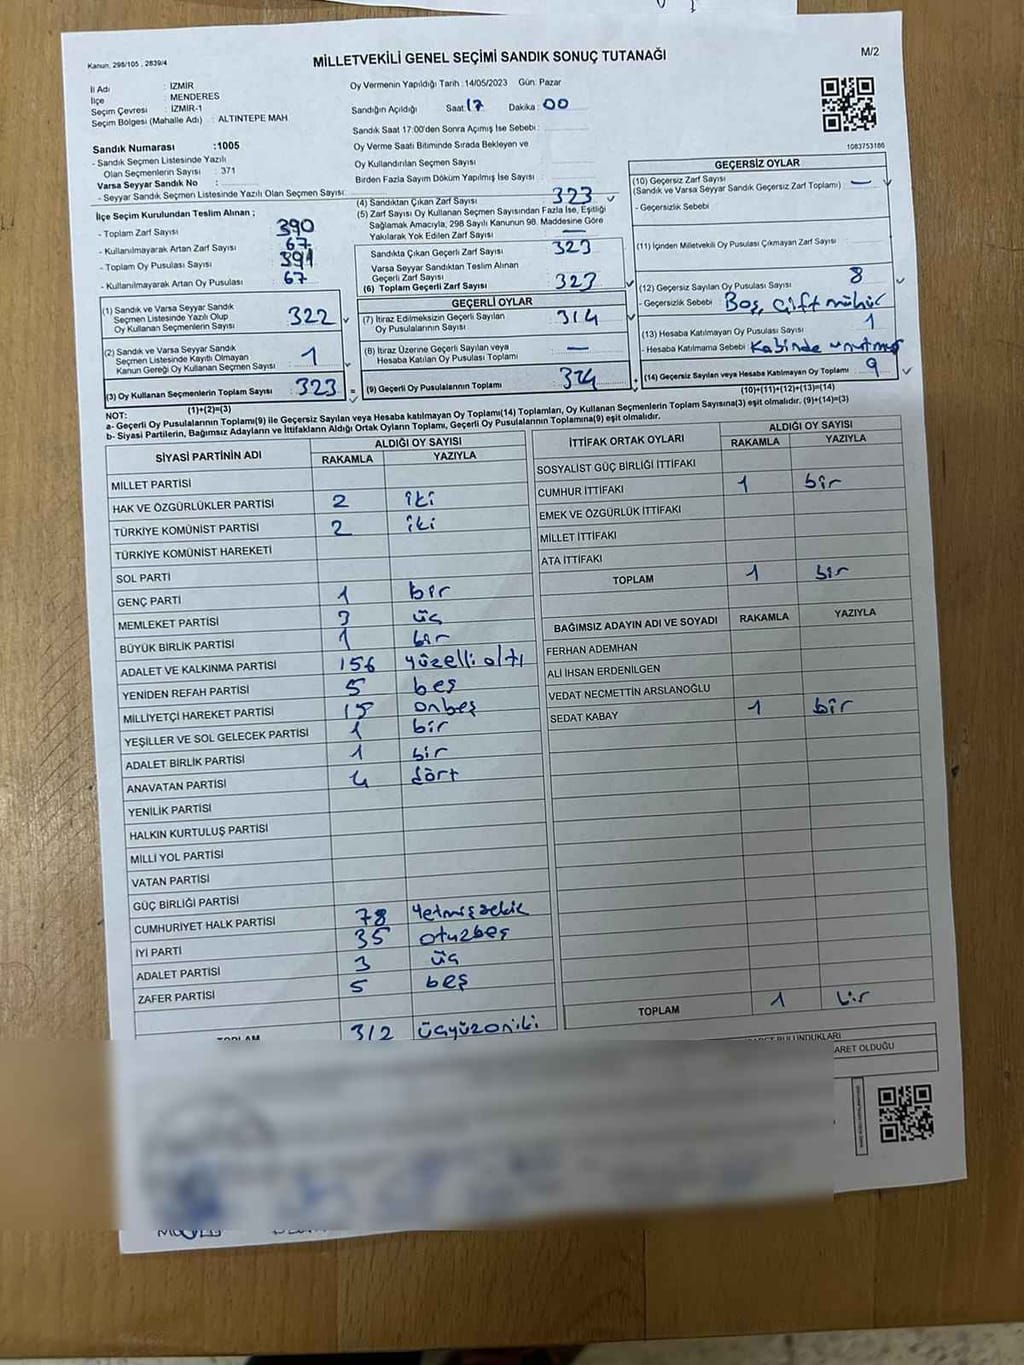 Kanun, 298/105 , 2839/4
MİLLETVEKİLİ GENEL SEÇİMİ SANDIK SONUÇ TUTANAĞI
M/2
İl Adı : İZMİR
İlçe : MENDERES
Seçim Çevresi : İZMİR-1
Seçim Bölgesi (Mahalle Adı) : ALTINTEPE MAH
Oy Vermenin Yapıldığı Tarih :14/05/2023 Gün: Pazar
Sandığın Açıldığı Saat 17 Dakika : 00
Sandık Saat 17:00'den Sonra Açımış İse Sebebi :
Oy Verme Saati Bitiminde Sırada Bekleyen ve
Oy Kullandırılan Seçmen Sayısı :
Birden Fazla Sayım Döküm Yapılmış İse Sayısı :
1083753186
Sandık Numarası :1005
- Sandık Seçmen Listesinde Yazılı
Olan Seçmenlerin Sayısı : 371
Varsa Seyyar Sandık No :
- Seyyar Sandık Seçmen Listesinde Yazılı Olan Seçmen Sayısı:
İlçe Seçim Kurulundan Teslim Alınan ;
- Toplam Zarf Sayısı : 390
- Kullanılmayarak Artan Zarf Sayısı : 67
- Toplam Oy Pusulası Sayısı : 391
- Kullanılmayarak Artan Oy Pusulası : 67
(1) Sandık ve Varsa Seyyar Sandık
Seçmen Listesinde Yazılı Olup
Oy Kullanan Seçmenlerin Sayısı 322
(2) Sandık ve Varsa Seyyar Sandık
Seçmen Listesinde Kayıtlı Olmayan
Kanun Gereği Oy Kullanan Seçmen Sayısı 1
(3) Oy Kullanan Seçmenlerin Toplam Sayısı 323
(1)+(2)=(3)
(4) Sandıktan Çıkan Zarf Sayısı 323
(5) Zarf Sayısı Oy Kullanan Seçmen Sayısından Fazla İse, Eşitliği
Sağlamak Amacıyla, 298 Sayılı Kanunun 98. Maddesine Göre
Yakılarak Yok Edilen Zarf Sayısı —
Sandıkta Çıkan Geçerli Zarf Sayısı 323
Varsa Seyyar Sandıktan Teslim Alınan
Geçerli Zarf Sayısı
(6) Toplam Geçerli Zarf Sayısı 323
GEÇERLİ OYLAR
(7) İtiraz Edilmeksizin Geçerli Sayılan
Oy Pusulalarının Sayısı 314
(8) İtiraz Üzerine Geçerli Sayılan veya
Hesaba Katılan Oy Pusulası Toplamı —
(9) Geçerli Oy Pusulalarının Toplamı 314
GEÇERSİZ OYLAR
(10) Geçersiz Zarf Sayısı
(Sandık ve Varsa Seyyar Sandık Geçersiz Zarf Toplamı) —
- Geçersizlik Sebebi
(11) İçinden Milletvekili Oy Pusulası Çıkmayan Zarf Sayısı
(12) Geçersiz Sayılan Oy Pusulası Sayısı 8
- Geçersizlik Sebebi : Boş, çift mühür
(13) Hesaba Katılmayan Oy Pusulası Sayısı 1
- Hesaba Katılmama Sebebi Kabinde unutmuş
(14) Geçersiz Sayılan veya Hesaba Katılmayan Oy Toplamı 9
(10)+(11)+(12)+(13)=(14)
NOT:
a- Geçerli Oy Pusulalarının Toplamı(9) ile Geçersiz Sayılan veya Hesaba katılmayan Oy Toplamı(14) Toplamları, Oy Kullanan Seçmenlerin Toplam Sayısına(3) eşit olmalıdır. (9)+(14)=(3)
b- Siyasi Partilerin, Bağımsız Adayların ve İttifakların Aldığı Ortak Oyların Toplamı, Geçerli Oy Pusulalarının Toplamına(9) eşit olmalıdır.
SİYASİ PARTİNİN ADI ALDIĞI OY SAYISI
RAKAMLA YAZIYLA
MİLLET PARTİSİ
HAK VE ÖZGÜRLÜKLER PARTİSİ 2 iki
TÜRKİYE KOMÜNİST PARTİSİ 2 iki
TÜRKİYE KOMÜNİST HAREKETİ
SOL PARTİ
GENÇ PARTİ 1 bir
MEMLEKET PARTİSİ 3 üç
BÜYÜK BİRLİK PARTİSİ 1 bir
ADALET VE KALKINMA PARTİSİ 156 yüzelli altı
YENİDEN REFAH PARTİSİ 5 beş
MİLLİYETÇİ HAREKET PARTİSİ 15 onbeş
YEŞİLLER VE SOL GELECEK PARTİSİ 1 bir
ADALET BİRLİK PARTİSİ 1 bir
ANAVATAN PARTİSİ 4 dört
YENİLİK PARTİSİ
HALKIN KURTULUŞ PARTİSİ
MİLLİ YOL PARTİSİ
VATAN PARTİSİ
GÜÇ BİRLİĞİ PARTİSİ
CUMHURİYET HALK PARTİSİ 78 yetmişsekiz
İYİ PARTİ 35 otuzbeş
ADALET PARTİSİ 3 üç
ZAFER PARTİSİ 5 beş
TOPLAM 312 üçyüzoniki
İTTİFAK ORTAK OYLARI ALDIĞI OY SAYISI
RAKAMLA YAZIYLA
SOSYALİST GÜÇ BİRLİĞİ İTTİFAKI
CUMHUR İTTİFAKI 1 bir
EMEK VE ÖZGÜRLÜK İTTİFAKI
MİLLET İTTİFAKI
ATA İTTİFAKI
TOPLAM 1 bir
BAĞIMSIZ ADAYIN ADI VE SOYADI RAKAMLA YAZIYLA
FERHAN ADEMHAN
ALİ İHSAN ERDENİLGEN
VEDAT NECMETTİN ARSLANOĞLU
SEDAT KABAY 1 bir
TOPLAM 1 bir
BULUNDUKLARI
ARET OLDUĞU